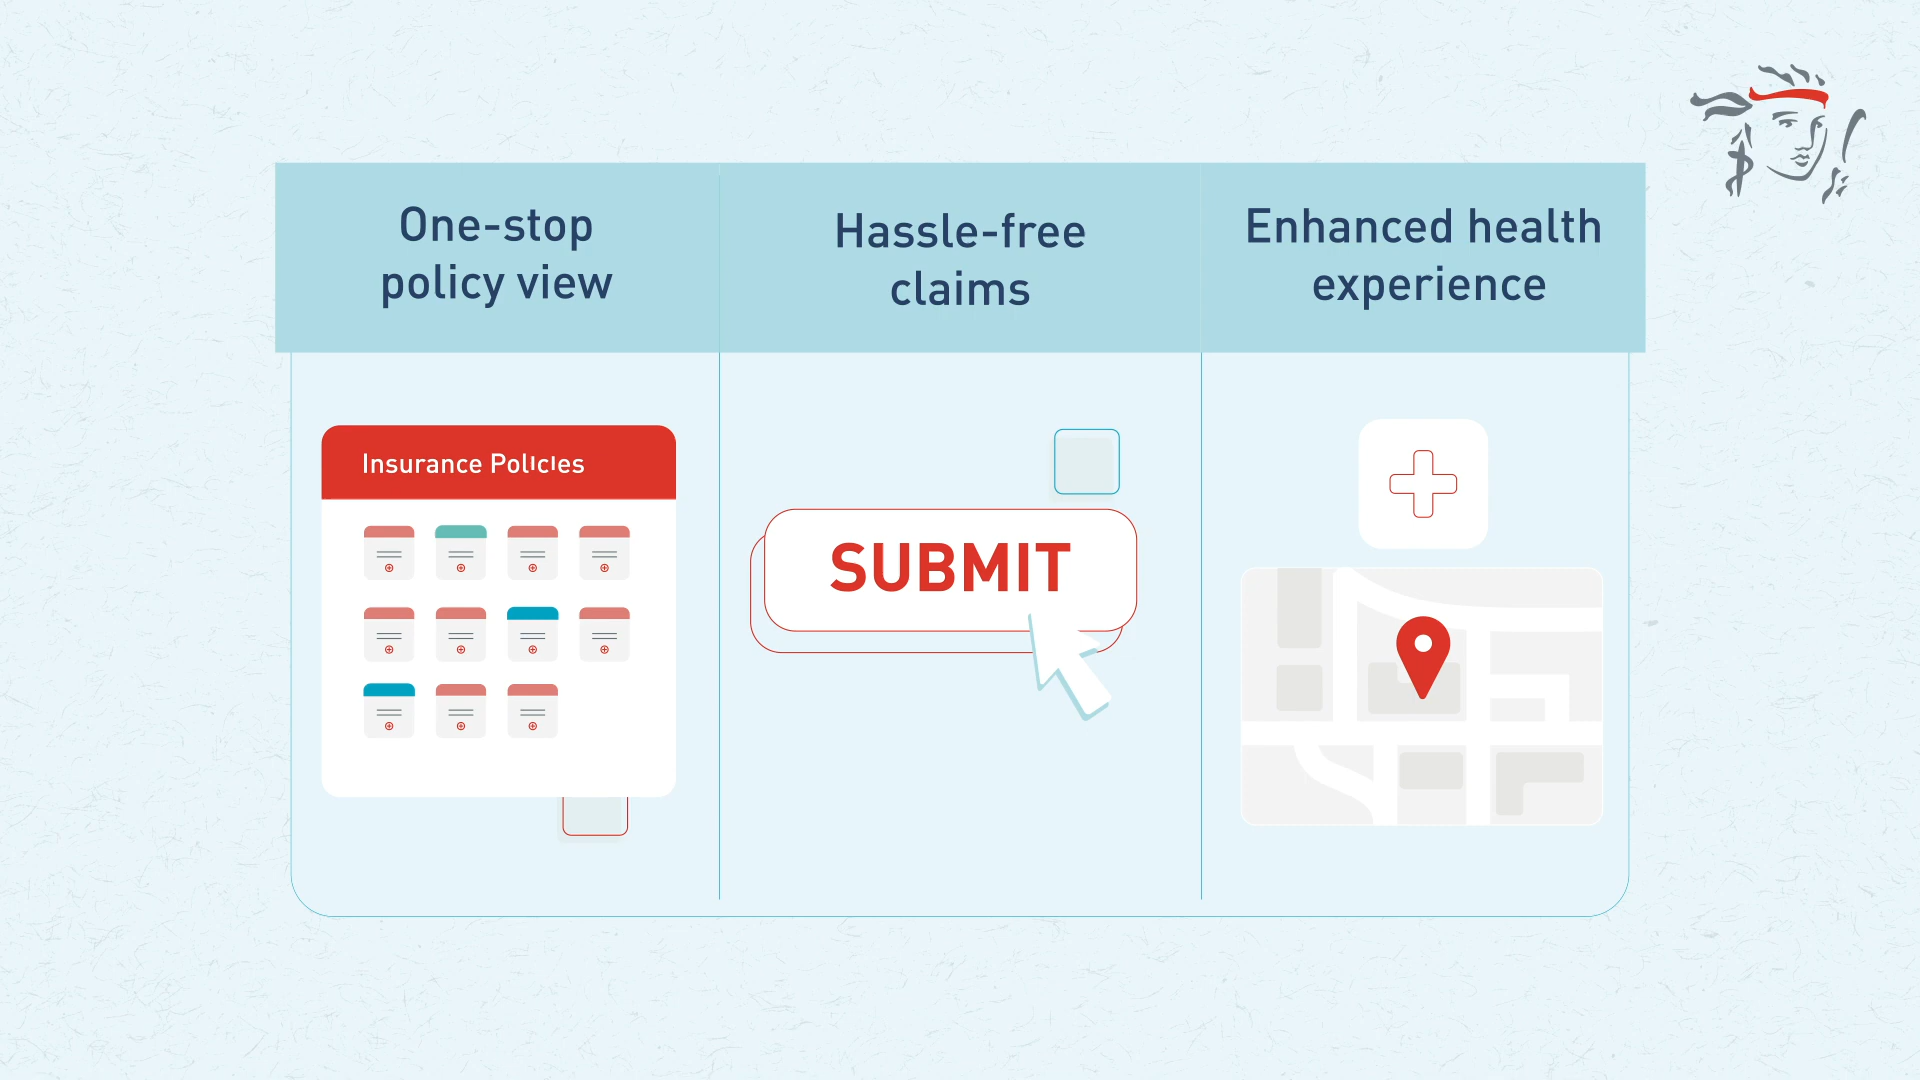 One-stop
policy view
Hassle-free
claims
Enhanced health
experience
Insurance Policies
SUBMIT